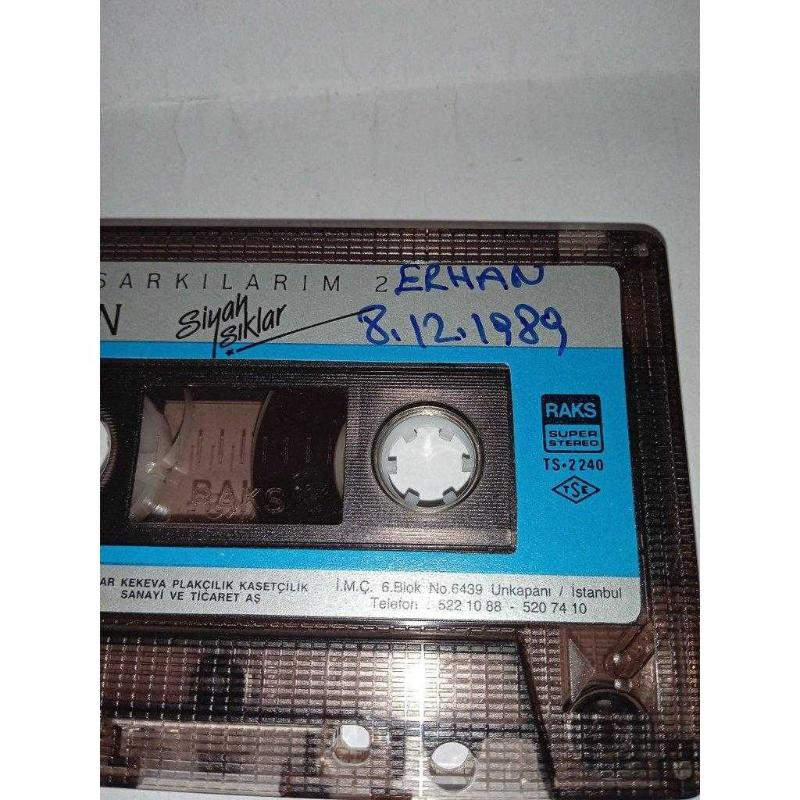 ŞARKILARIM 2 ERHAN
N Siyah Işıklar 8.12.1989
RAKS
SUPER
STEREO
TS-2240
TSE
RAKS
AR KEKEVA PLAKÇILIK KASETÇİLİK
SANAYİ VE TİCARET AŞ
İ.M.Ç. 6.Blok No.6439 Unkapanı / İstanbul
Telefon : 522 10 88 - 520 74 10